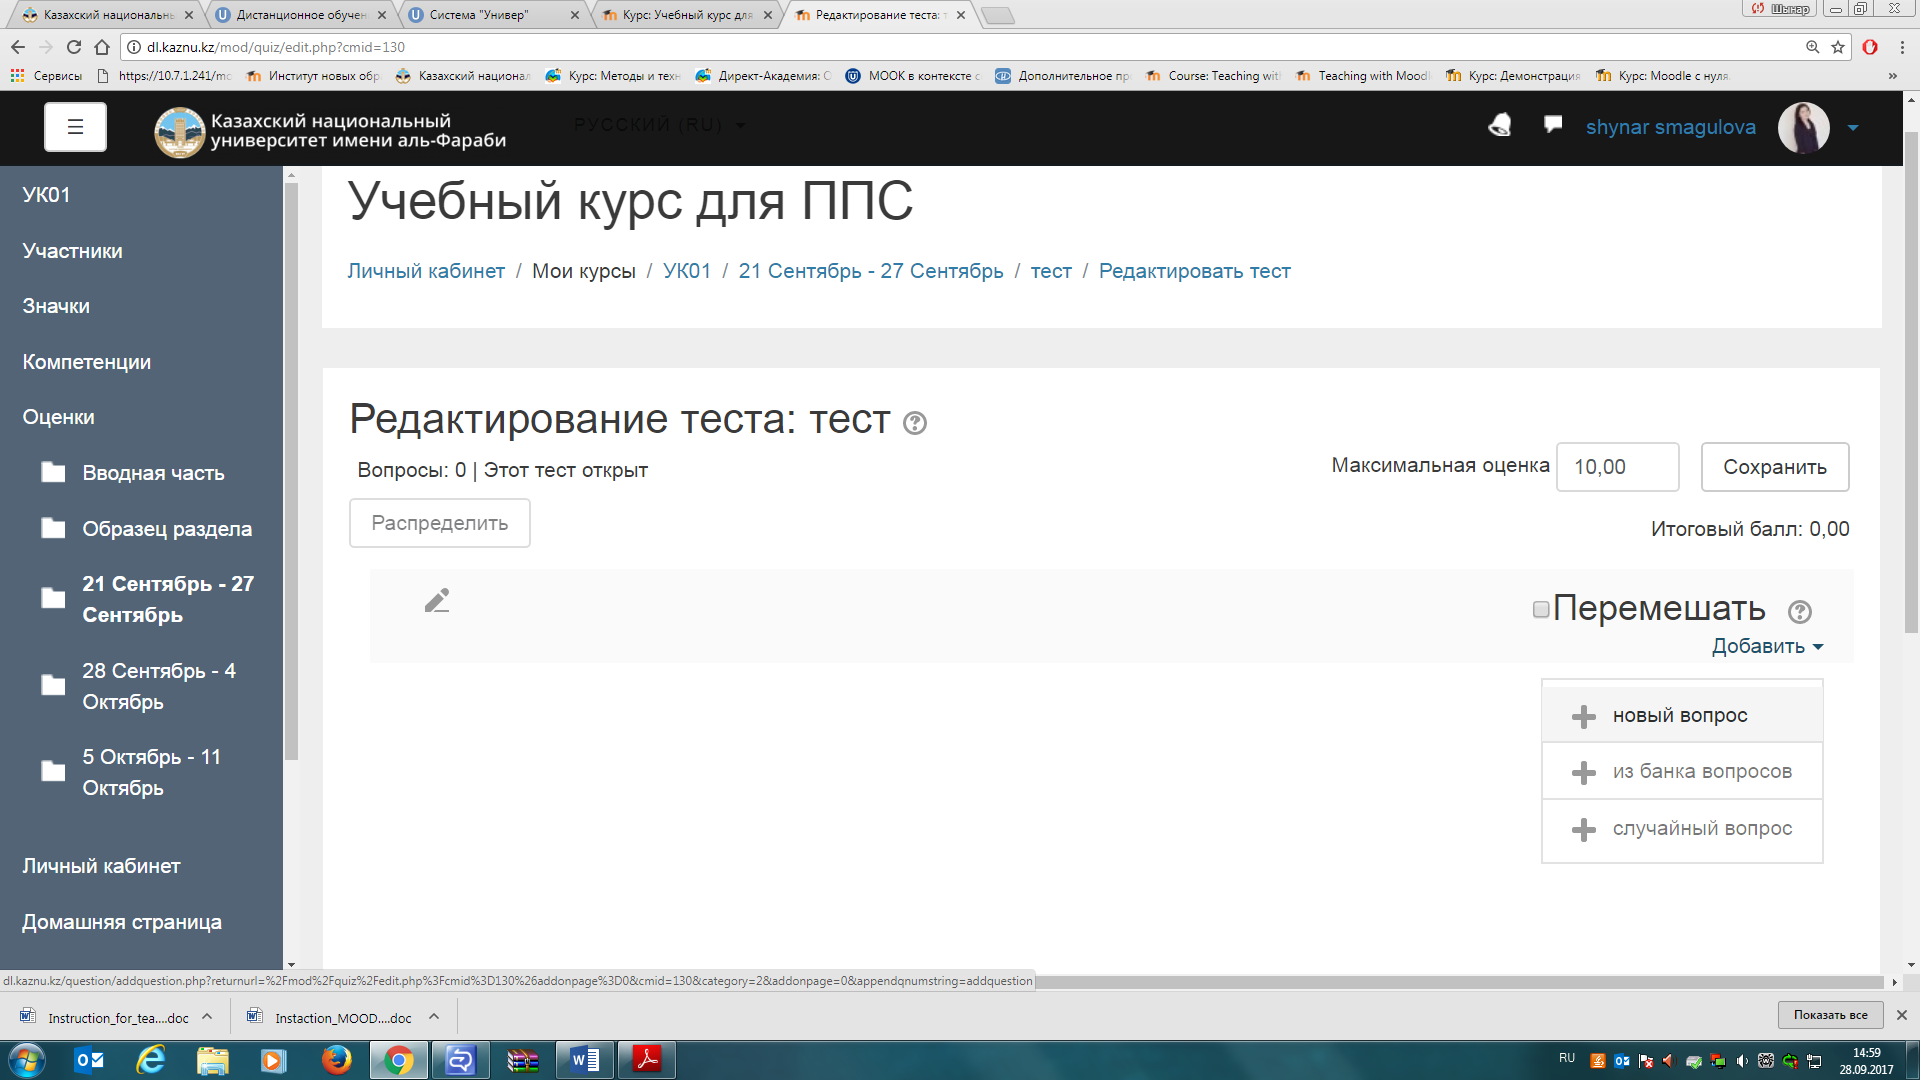 Казахский национальн
Дистанционное обучен
Система "Универ"
Курс: Учебный курс для
Редактирование теста: т
Шынар
dl.kaznu.kz/mod/quiz/edit.php?cmid=130
Сервисы
https://10.7.1.241/mo
Институт новых обр
Казахский национал
Курс: Методы и техн
Директ-Академия: С
МООК в контексте с
Дополнительное пр
Course: Teaching with
Teaching with Moodl
Курс: Демонстрация
Курс: Moodle с нуля
Казахский национальный
университет имени аль-Фараби
РУССКИЙ (RU)
shynar smagulova
УК01
Участники
Значки
Компетенции
Оценки
Вводная часть
Образец раздела
21 Сентябрь - 27
Сентябрь
28 Сентябрь - 4
Октябрь
5 Октябрь - 11
Октябрь
Личный кабинет
Домашняя страница
Учебный курс для ППС
Личный кабинет / Мои курсы / УК01 / 21 Сентябрь - 27 Сентябрь / тест / Редактировать тест
Редактирование теста: тест
Вопросы: 0 | Этот тест открыт
Максимальная оценка 10,00 Сохранить
Распределить
Итоговый балл: 0,00
Перемешать
Добавить
новый вопрос
из банка вопросов
случайный вопрос
dl.kaznu.kz/question/addquestion.php?returnurl=%2Fmod%2Fquiz%2Fedit.php%3Fcmid%3D130%26addonpage%3D0&cmid=130&category=2&addonpage=0&appendqnumstring=addquestion
Instruction_for_tea....doc
Instaction_MOOD....doc
Показать все
RU
14:59
28.09.2017